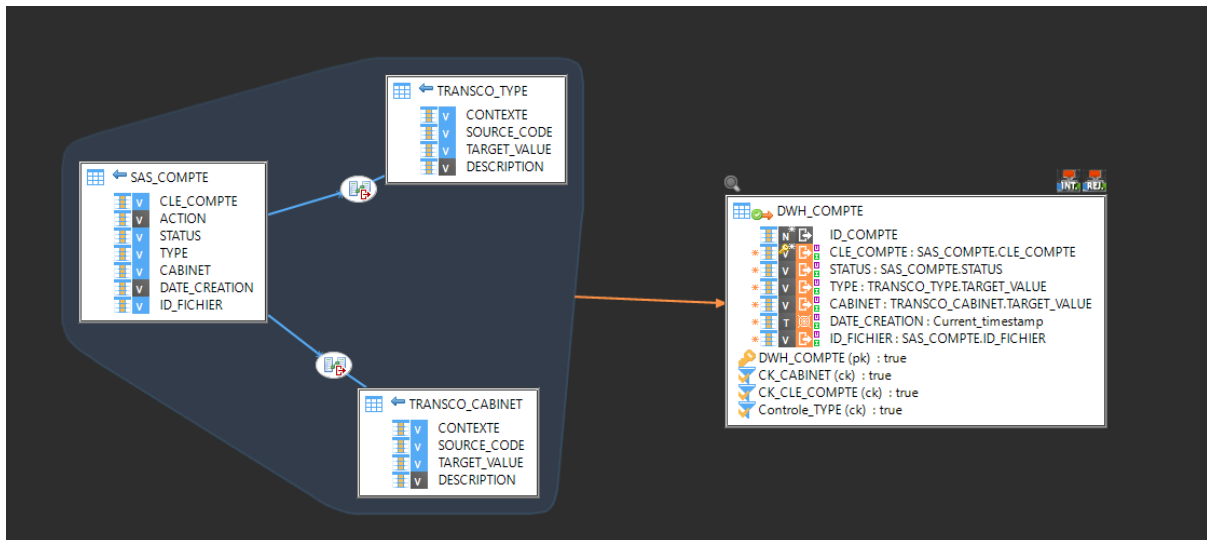 TRANSCO_TYPE
V CONTEXTE
V SOURCE_CODE
V TARGET_VALUE
V DESCRIPTION
SAS_COMPTE
V CLE_COMPTE
V ACTION
V STATUS
V TYPE
V CABINET
V DATE_CREATION
V ID_FICHIER
TRANSCO_CABINET
V CONTEXTE
V SOURCE_CODE
V TARGET_VALUE
V DESCRIPTION
INT. REJ.
DWH_COMPTE
N ID_COMPTE
V U I CLE_COMPTE : SAS_COMPTE.CLE_COMPTE
V U I STATUS : SAS_COMPTE.STATUS
V U I TYPE : TRANSCO_TYPE.TARGET_VALUE
V U I CABINET : TRANSCO_CABINET.TARGET_VALUE
T U I DATE_CREATION : Current_timestamp
V U I ID_FICHIER : SAS_COMPTE.ID_FICHIER
DWH_COMPTE (pk) : true
CK_CABINET (ck) : true
CK_CLE_COMPTE (ck) : true
Controle_TYPE (ck) : true